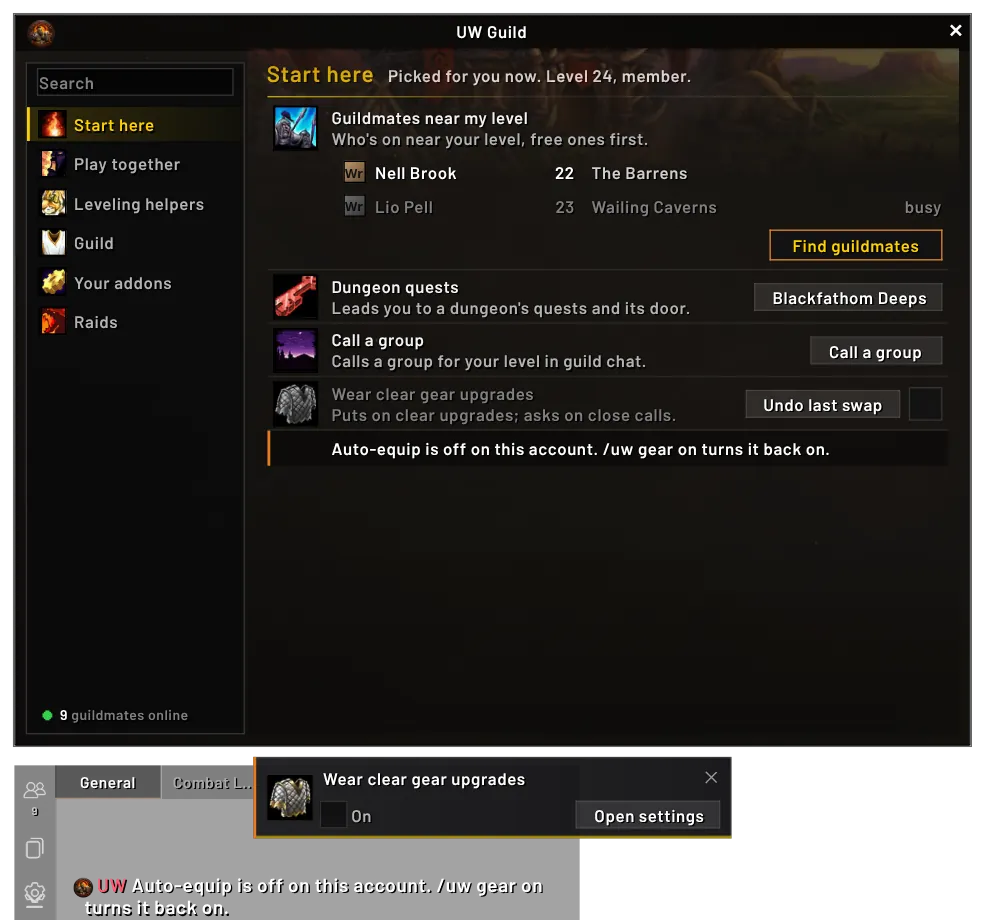 UW Guild
Search
Start here
Play together
Leveling helpers
Guild
Your addons
Raids
9 guildmates online
Start here Picked for you now. Level 24, member.
Guildmates near my level
Who's on near your level, free ones first.
Wr Nell Brook 22 The Barrens
Wr Lio Pell 23 Wailing Caverns busy
Find guildmates
Dungeon quests
Leads you to a dungeon's quests and its door.
Blackfathom Deeps
Call a group
Calls a group for your level in guild chat.
Call a group
Wear clear gear upgrades
Puts on clear upgrades; asks on close calls.
Undo last swap
Auto-equip is off on this account. /uw gear on turns it back on.
9
General
Combat L...
Wear clear gear upgrades
On
Open settings
UW Auto-equip is off on this account. /uw gear on
turns it back on.